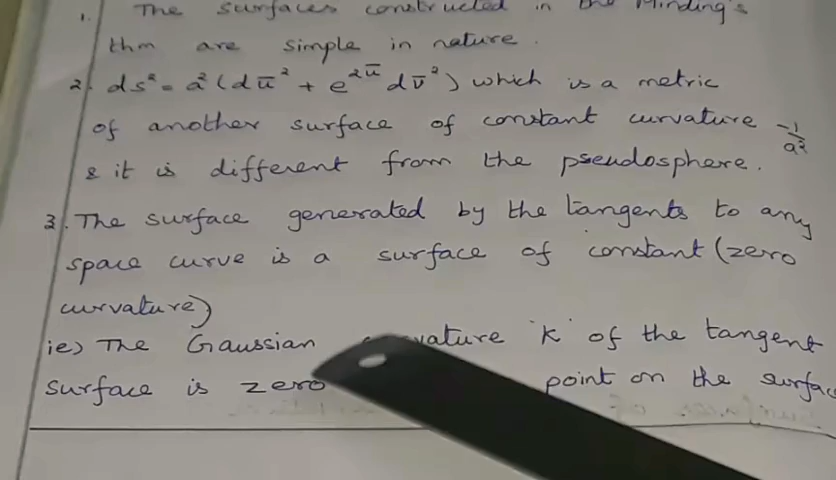 1. The surfaces constructed in the Minding's
thm are simple in nature.
2. ds² = a²(dū² + e^2ū dv̄²) which is a metric
of another surface of constant curvature -1/a²
& it is different from the pseudosphere.
3. The surface generated by the tangents to any
space curve is a surface of constant (zero
curvature)
ie) The Gaussian 'K' of the tangent
surface is zero point on the surface